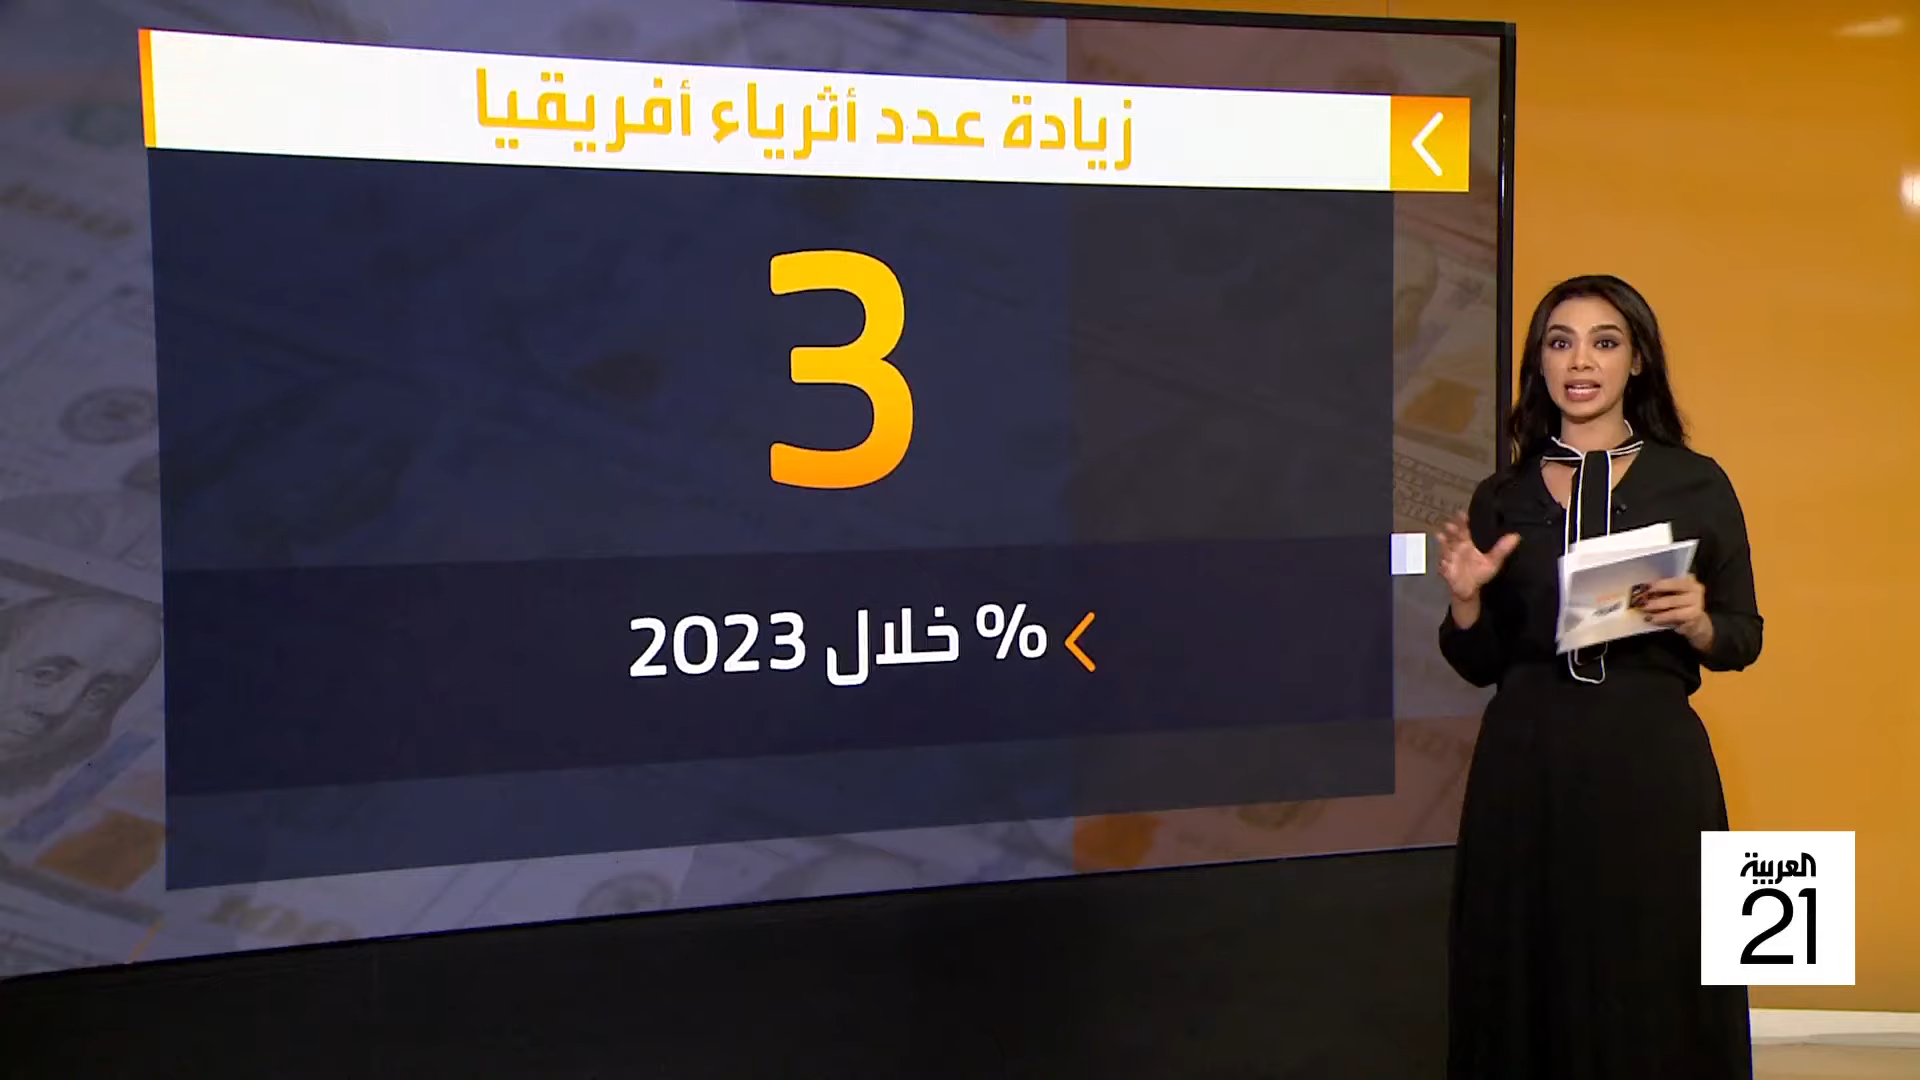 زيادة عدد أثرياء أفريقيا
3
% خلال 2023
العربية
21